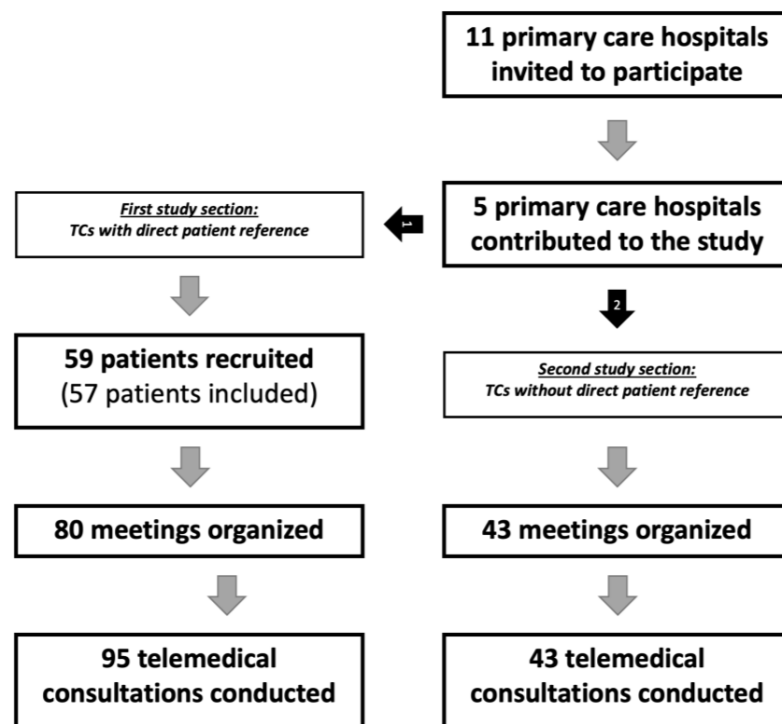 11 primary care hospitals
invited to participate
5 primary care hospitals
contributed to the study
1
First study section:
TCs with direct patient reference
2
59 patients recruited
(57 patients included)
Second study section:
TCs without direct patient reference
80 meetings organized
43 meetings organized
95 telemedical
consultations conducted
43 telemedical
consultations conducted